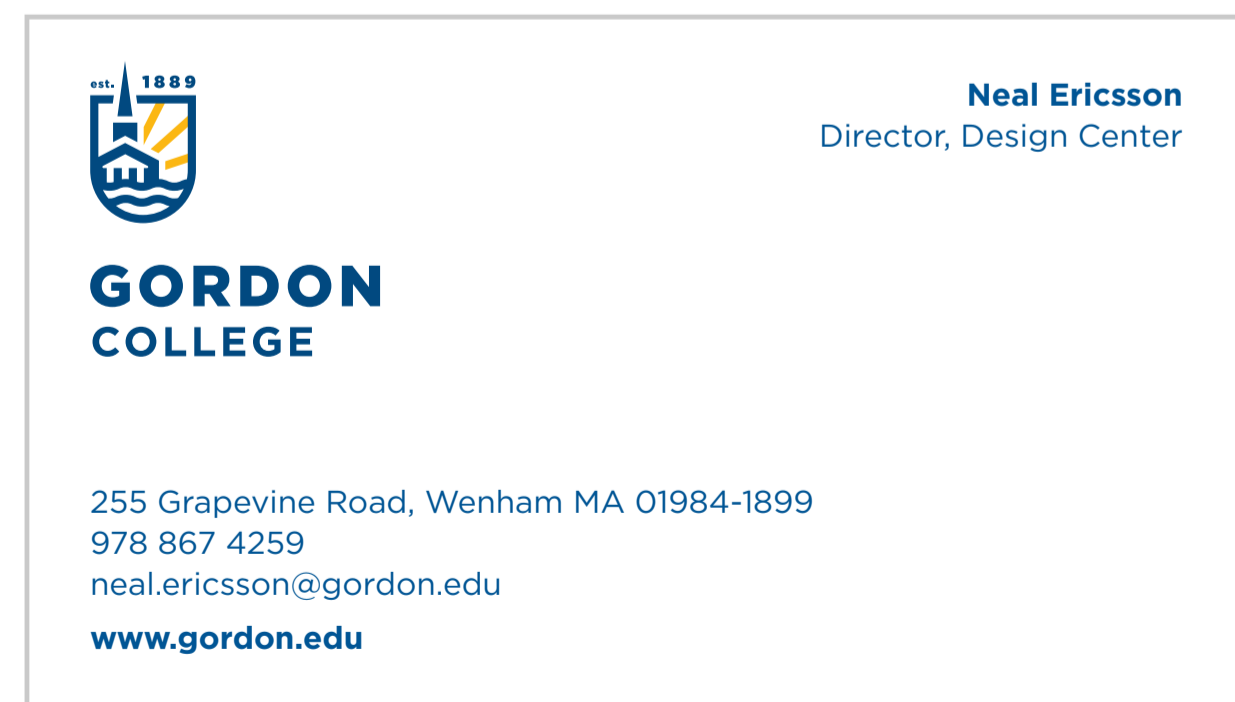 est. 1889
GORDON
COLLEGE
Neal Ericsson
Director, Design Center
255 Grapevine Road, Wenham MA 01984-1899
978 867 4259
neal.ericsson@gordon.edu
www.gordon.edu